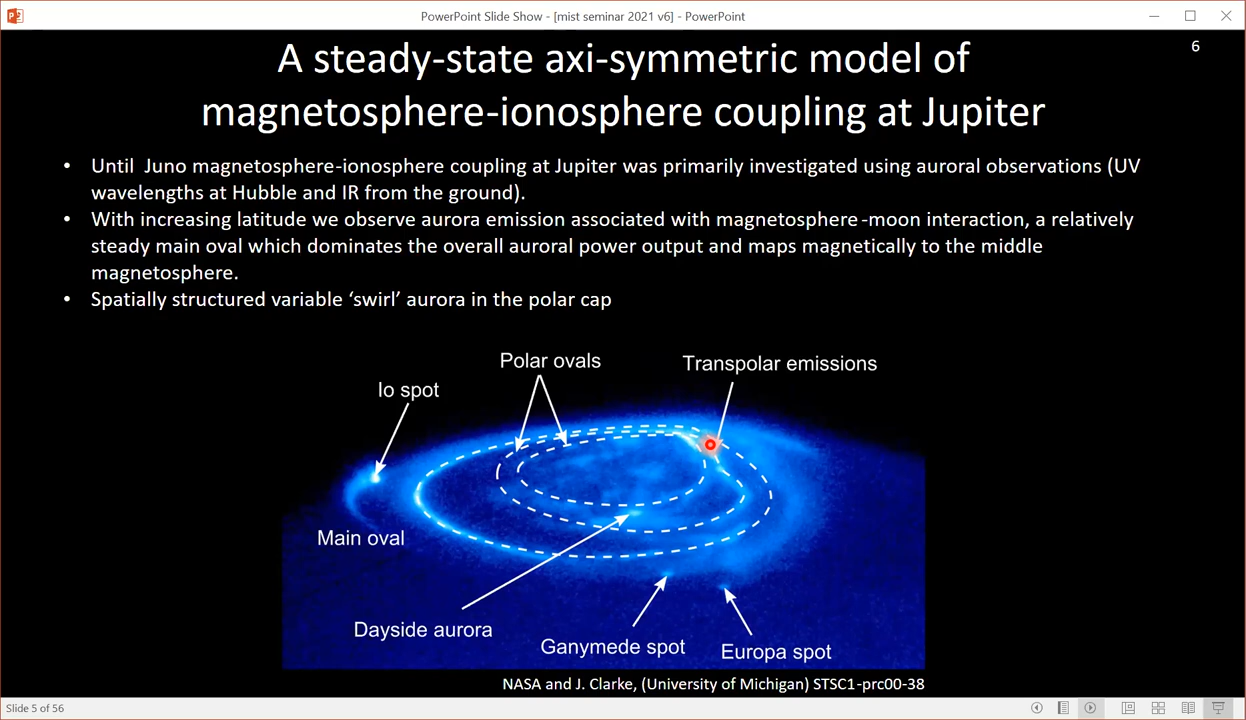 PowerPoint Slide Show - [mist seminar 2021 v6] - PowerPoint
6
A steady-state axi-symmetric model of
magnetosphere-ionosphere coupling at Jupiter
• Until Juno magnetosphere-ionosphere coupling at Jupiter was primarily investigated using auroral observations (UV
wavelengths at Hubble and IR from the ground).
• With increasing latitude we observe aurora emission associated with magnetosphere-moon interaction, a relatively
steady main oval which dominates the overall auroral power output and maps magnetically to the middle
magnetosphere.
• Spatially structured variable ‘swirl’ aurora in the polar cap
Polar ovals
Transpolar emissions
Io spot
Main oval
Dayside aurora
Ganymede spot
Europa spot
NASA and J. Clarke, (University of Michigan) STSC1-prc00-38
Slide 5 of 56